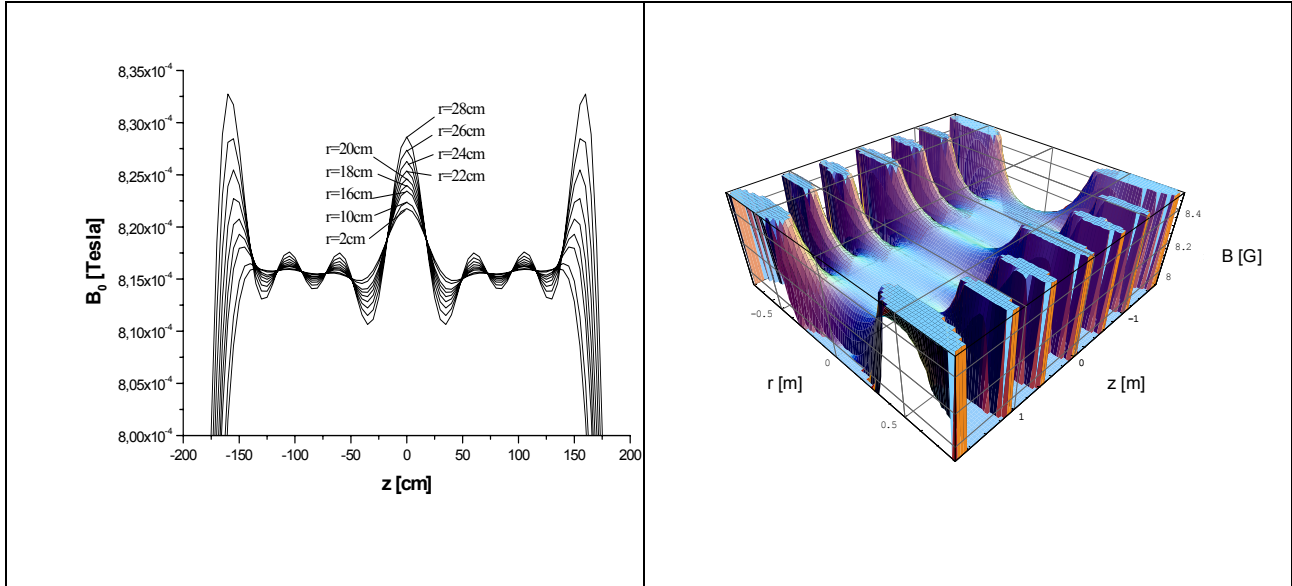 8,35x10⁻⁴
8,30x10⁻⁴
8,25x10⁻⁴
8,20x10⁻⁴
8,15x10⁻⁴
8,10x10⁻⁴
8,05x10⁻⁴
8,00x10⁻⁴
B₀ [Tesla]
r=28cm
r=26cm
r=24cm
r=22cm
r=20cm
r=18cm
r=16cm
r=10cm
r=2cm
-200 -150 -100 -50 0 50 100 150 200
z [cm]
8.4
8.2
8
B [G]
-0.5
0
0.5
r [m]
-1
0
1
z [m]